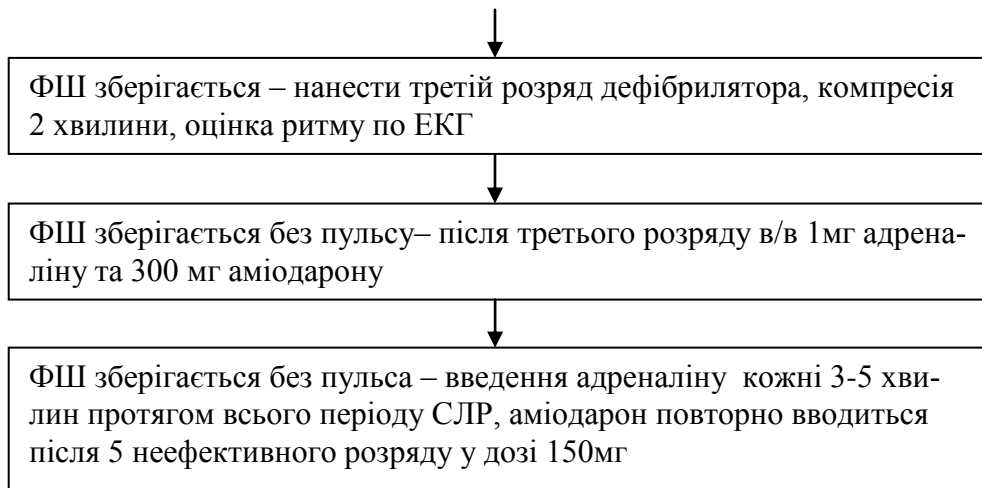 ФШ зберігається – нанести третій розряд дефібрилятора, компресія
2 хвилини, оцінка ритму по ЕКГ
ФШ зберігається без пульсу– після третього розряду в/в 1мг адрена-
ліну та 300 мг аміодарону
ФШ зберігається без пульса – введення адреналіну кожні 3-5 хви-
лин протягом всього періоду СЛР, аміодарон повторно вводиться
після 5 неефективного розряду у дозі 150мг